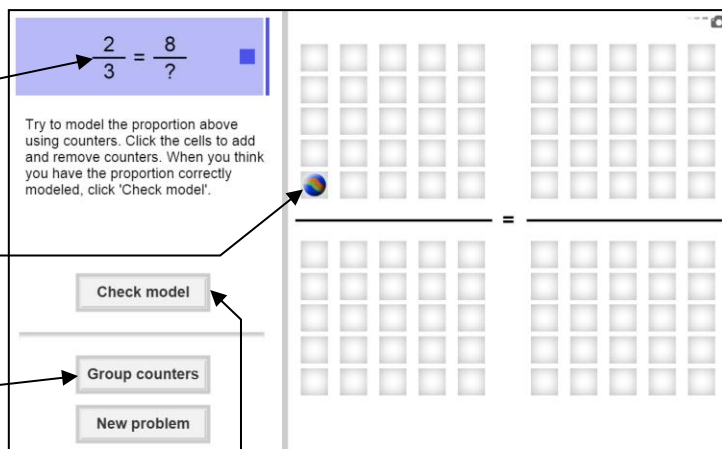 2/3 = 8/?
Try to model the proportion above
using counters. Click the cells to add
and remove counters. When you think
you have the proportion correctly
modeled, click 'Check model'.
=
Check model
Group counters
New problem